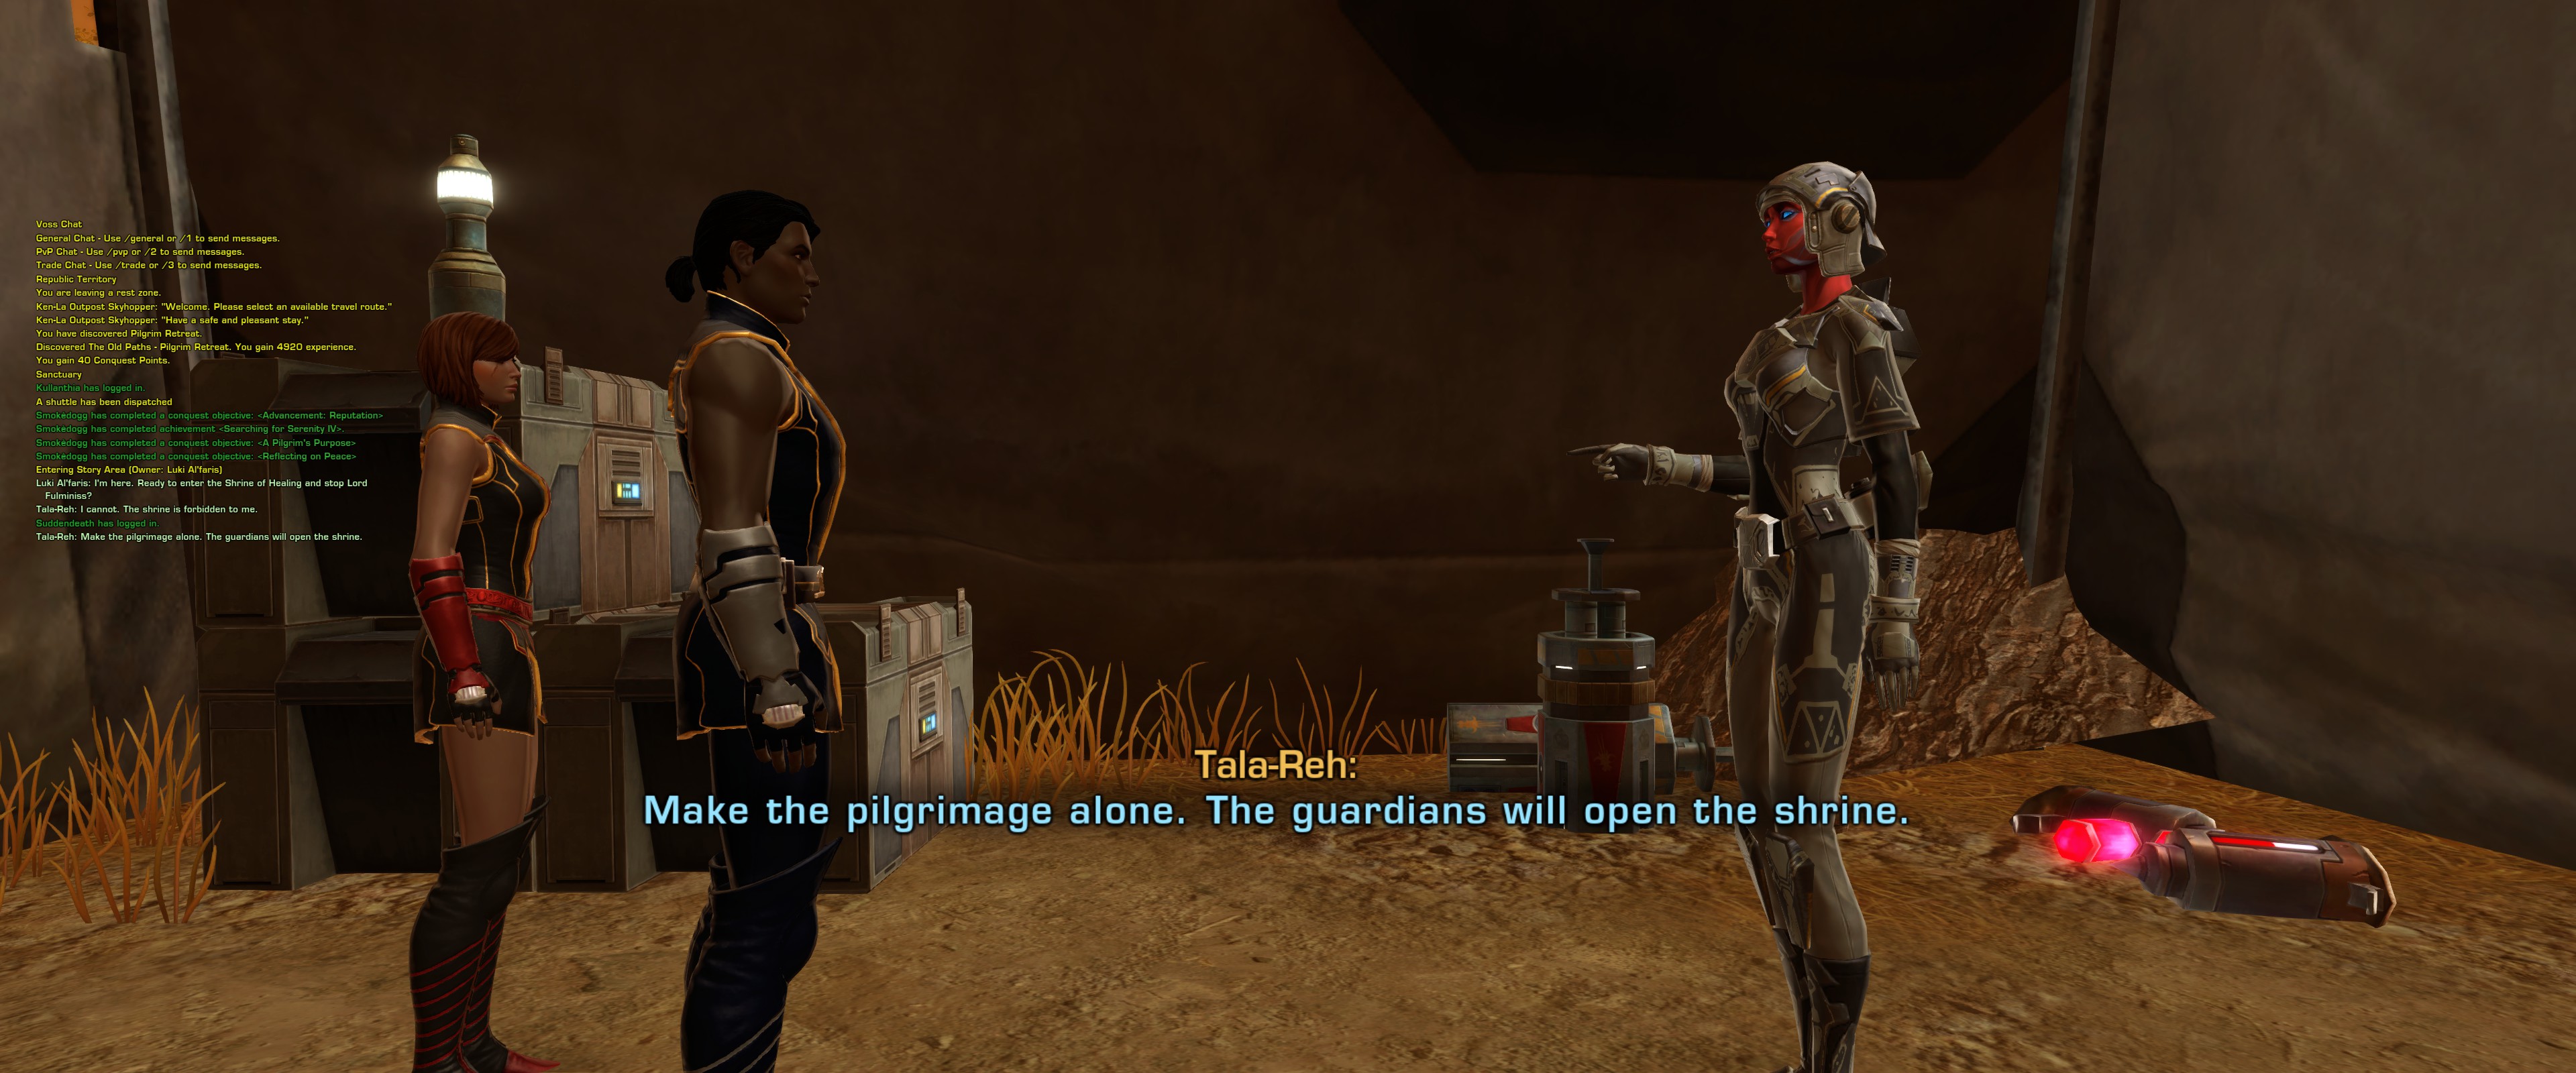 Voss Chat
General Chat - Use /general or /1 to send messages.
PvP Chat - Use /pvp or /2 to send messages.
Trade Chat - Use /trade or /3 to send messages.
Republic Territory
You are leaving a rest zone.
Ken-La Outpost Skyhopper: "Welcome. Please select an available travel route."
Ken-La Outpost Skyhopper: "Have a safe and pleasant stay."
You have discovered Pilgrim Retreat.
Discovered The Old Paths - Pilgrim Retreat. You gain 4920 experience.
You gain 40 Conquest Points.
Sanctuary
Kullanthia has logged in.
A shuttle has been dispatched
Smokèdogg has completed a conquest objective: <Advancement: Reputation>
Smokèdogg has completed achievement <Searching for Serenity IV>.
Smokèdogg has completed a conquest objective: <A Pilgrim's Purpose>
Smokèdogg has completed a conquest objective: <Reflecting on Peace>
Entering Story Area (Owner: Luki Al'faris)
Luki Al'faris: I'm here. Ready to enter the Shrine of Healing and stop Lord
Fulminiss?
Tala-Reh: I cannot. The shrine is forbidden to me.
Suddendeath has logged in.
Tala-Reh: Make the pilgrimage alone. The guardians will open the shrine.
Tala-Reh:
Make the pilgrimage alone. The guardians will open the shrine.